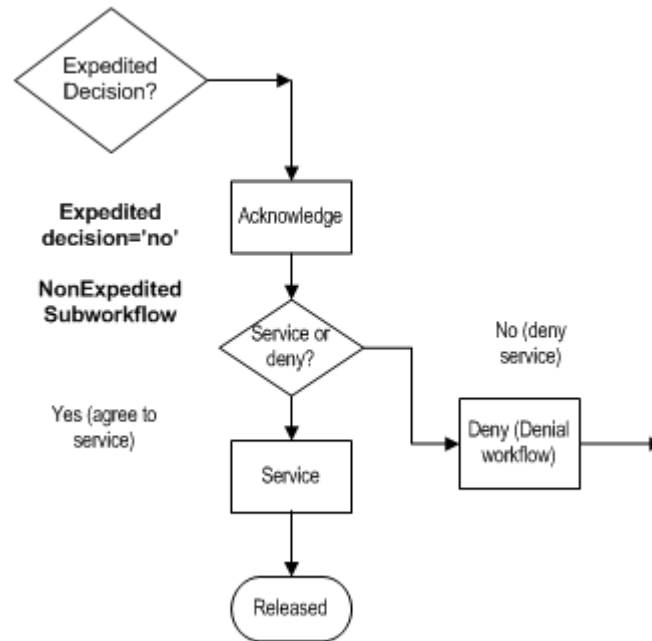 Expedited
Decision?
Acknowledge
Expedited
decision='no'
NonExpedited
Subworkflow
Service or
deny?
No (deny
service)
Yes (agree to
service)
Deny (Denial
workflow)
Service
Released